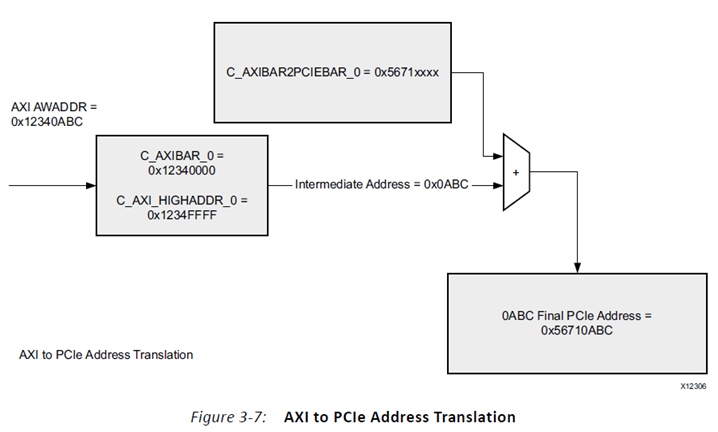 C_AXIBAR2PCIEBAR_0 = 0x5671xxxx
AXI AWADDR =
0x12340ABC
C_AXIBAR_0 =
0x12340000
C_AXI_HIGHADDR_0 =
0x1234FFFF
Intermediate Address = 0x0ABC
+
0ABC Final PCIe Address =
0x56710ABC
AXI to PCIe Address Translation
X12306
Figure 3-7: AXI to PCIe Address Translation